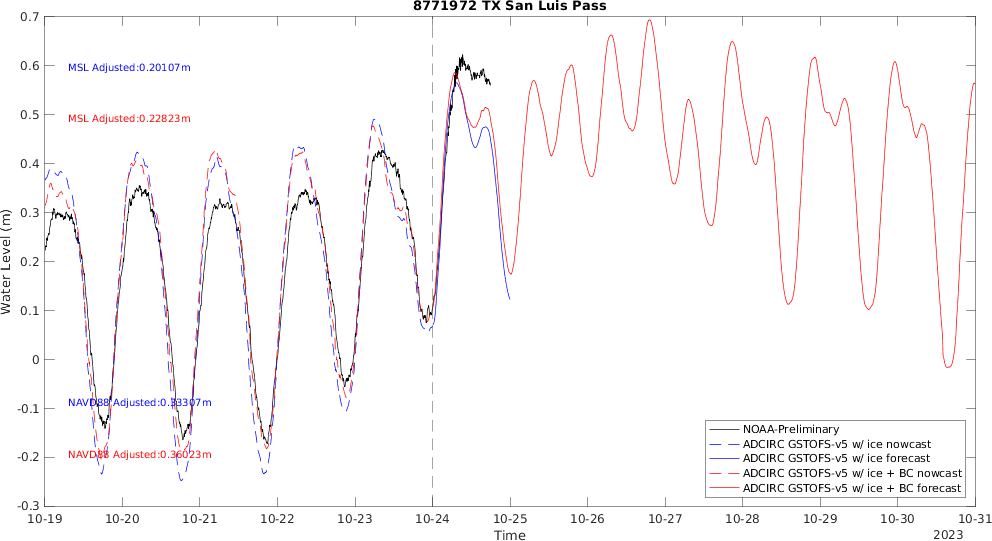 8771972 TX San Luis Pass
0.7
0.6
0.5
0.4
0.3
0.2
0.1
0
-0.1
-0.2
-0.3
Water Level (m)
MSL Adjusted:0.20107m
MSL Adjusted:0.22823m
NAVD88 Adjusted:0.33307m
NAVD88 Adjusted:0.36023m
NOAA-Preliminary
ADCIRC GSTOFS-v5 w/ ice nowcast
ADCIRC GSTOFS-v5 w/ ice forecast
ADCIRC GSTOFS-v5 w/ ice + BC nowcast
ADCIRC GSTOFS-v5 w/ ice + BC forecast
10-19 10-20 10-21 10-22 10-23 10-24 10-25 10-26 10-27 10-28 10-29 10-30 10-31
Time
2023